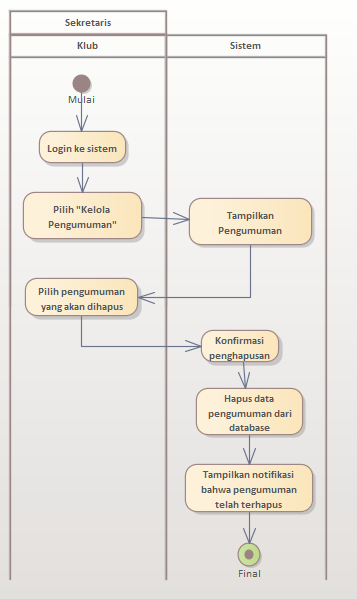 Sekretaris
Klub
Sistem
Mulai
Login ke sistem
Pilih "Kelola
Pengumuman"
Tampilkan
Pengumuman
Pilih pengumuman
yang akan dihapus
Konfirmasi
penghapusan
Hapus data
pengumuman dari
database
Tampilkan notifikasi
bahwa pengumuman
telah terhapus
Final